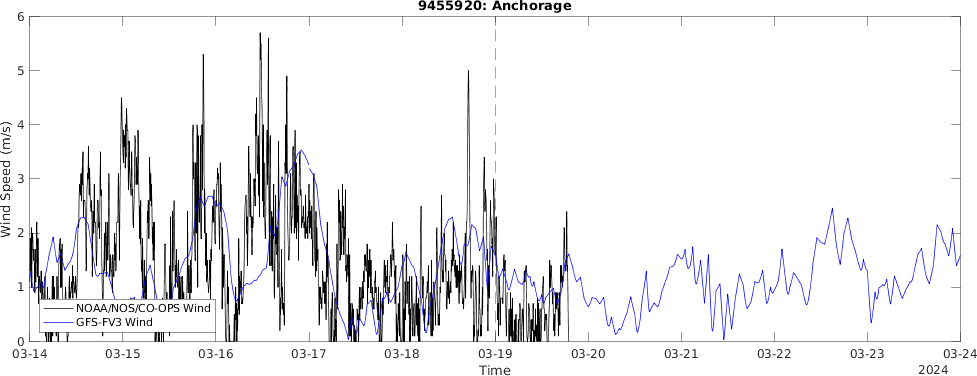 9455920: Anchorage
Wind Speed (m/s)
6
5
4
3
2
1
0
NOAA/NOS/CO-OPS Wind
GFS-FV3 Wind
03-14 03-15 03-16 03-17 03-18 03-19 03-20 03-21 03-22 03-23 03-24
Time
2024